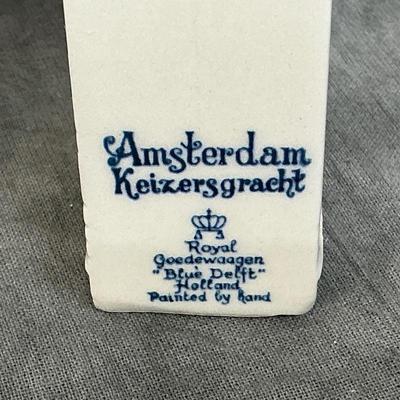 Amsterdam
Keizersgracht
Royal
Goedewaagen
"Blue Delft"
Holland
Painted by hand